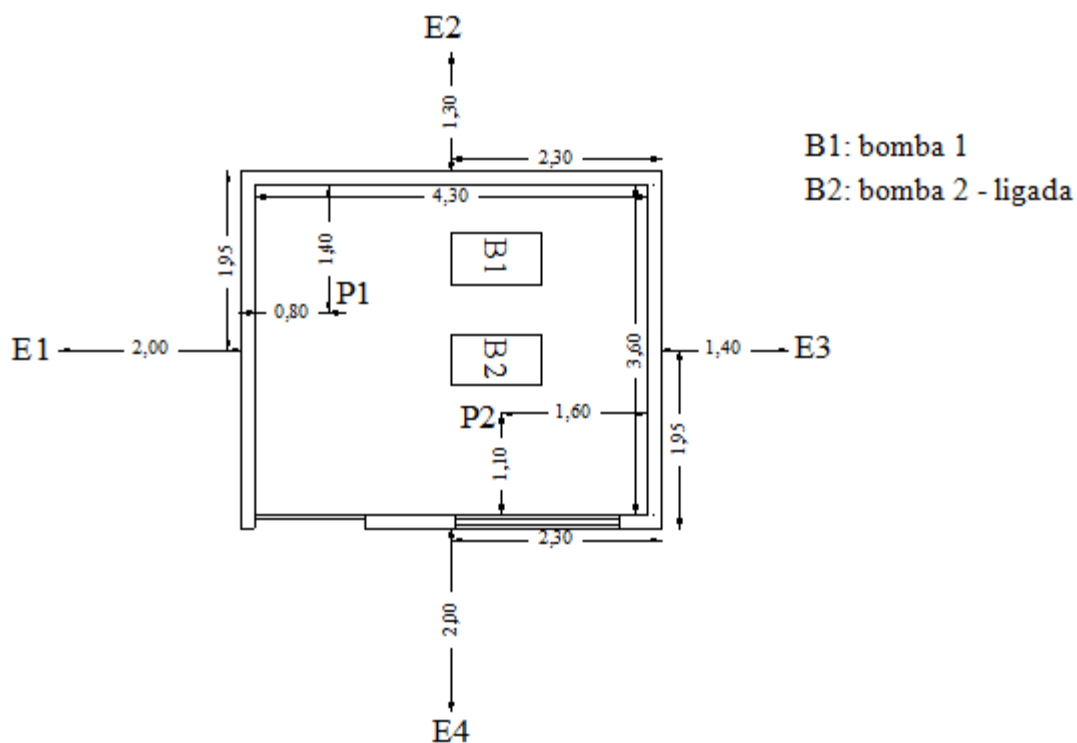 E2
1,30
2,30
B1: bomba 1
B2: bomba 2 - ligada
4,30
1,95
1,40
B1
P1
0,80
E1
2,00
B2
3,60
1,40
E3
P2
1,60
1,10
1,95
2,30
2,00
E4